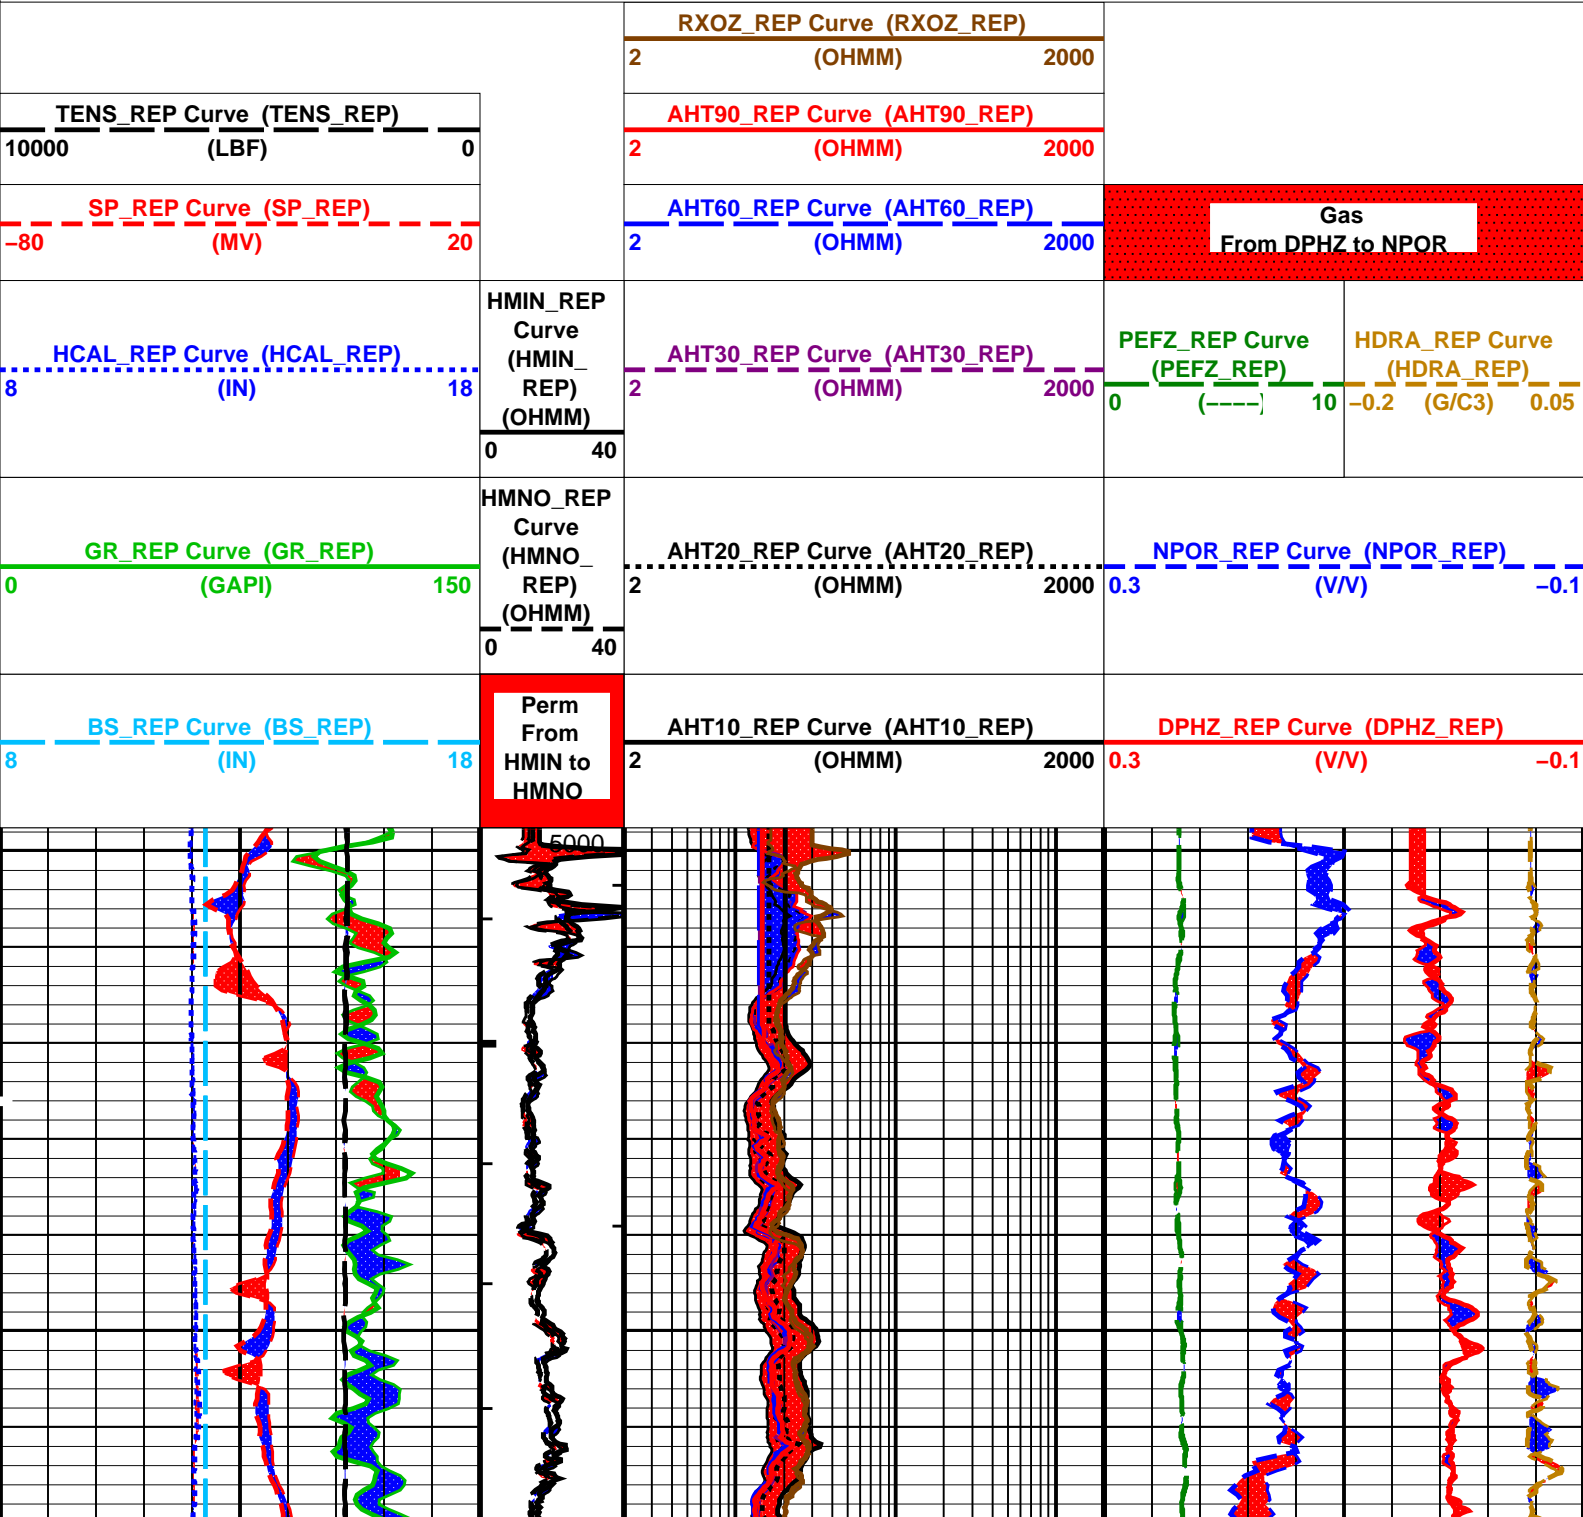 RXOZ_REP Curve (RXOZ_REP)
2 (OHMM) 2000
TENS_REP Curve (TENS_REP)
10000 (LBF) 0
AHT90_REP Curve (AHT90_REP)
2 (OHMM) 2000
SP_REP Curve (SP_REP)
−80 (MV) 20
AHT60_REP Curve (AHT60_REP)
2 (OHMM) 2000
Gas
From DPHZ to NPOR
HCAL_REP Curve (HCAL_REP)
8 (IN) 18
HMIN_REP
Curve
(HMIN_
REP)
(OHMM)
0 40
AHT30_REP Curve (AHT30_REP)
2 (OHMM) 2000
PEFZ_REP Curve
(PEFZ_REP)
0 (−−−−) 10
HDRA_REP Curve
(HDRA_REP)
−0.2 (G/C3) 0.05
GR_REP Curve (GR_REP)
0 (GAPI) 150
HMNO_REP
Curve
(HMNO_
REP)
(OHMM)
0 40
AHT20_REP Curve (AHT20_REP)
2 (OHMM) 2000
NPOR_REP Curve (NPOR_REP)
0.3 (V/V) −0.1
BS_REP Curve (BS_REP)
8 (IN) 18
Perm
From
HMIN to
HMNO
AHT10_REP Curve (AHT10_REP)
2 (OHMM) 2000
DPHZ_REP Curve (DPHZ_REP)
0.3 (V/V) −0.1
5000